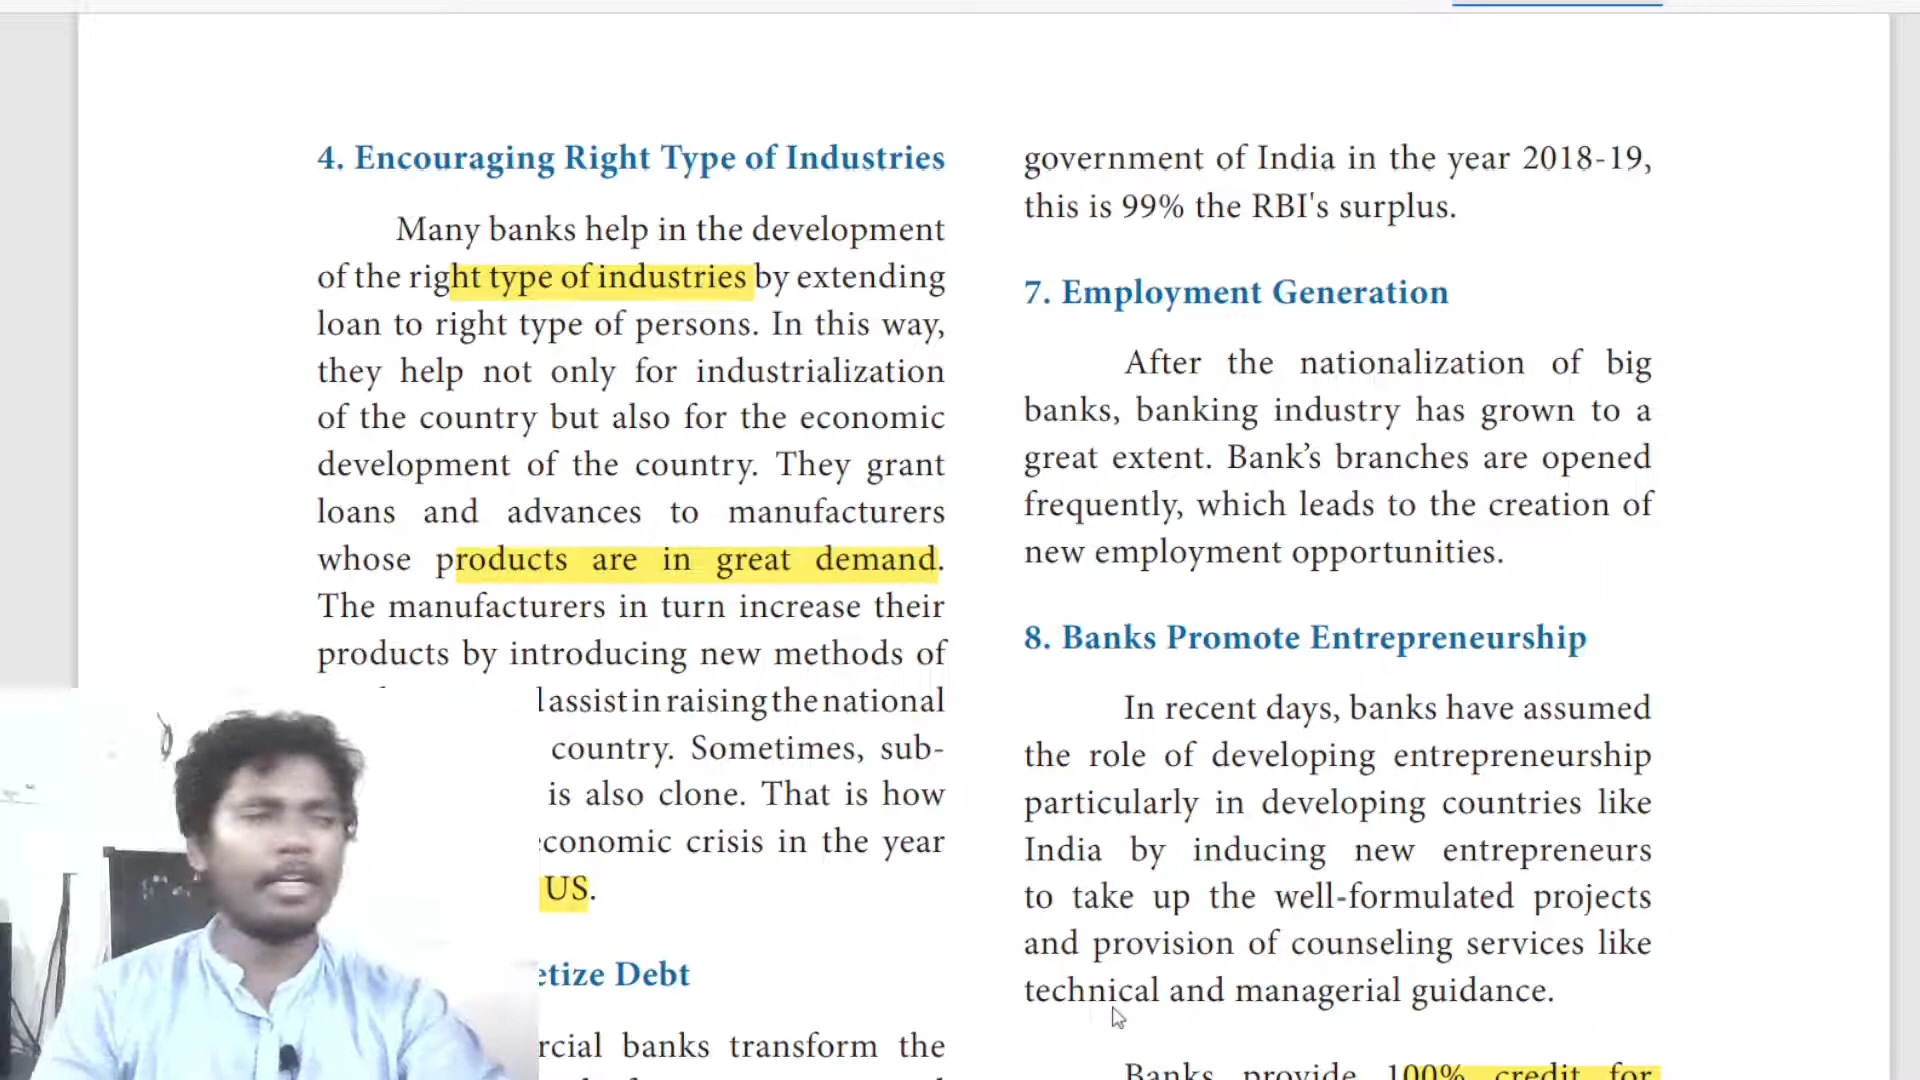 4. Encouraging Right Type of Industries
Many banks help in the development
of the right type of industries by extending
loan to right type of persons. In this way,
they help not only for industrialization
of the country but also for the economic
development of the country. They grant
loans and advances to manufacturers
whose products are in great demand.
The manufacturers in turn increase their
products by introducing new methods of
assist in raising the national
country. Sometimes, sub-
is also clone. That is how
economic crisis in the year
US.
etize Debt
rcial banks transform the
government of India in the year 2018-19,
this is 99% the RBI's surplus.
7. Employment Generation
After the nationalization of big
banks, banking industry has grown to a
great extent. Bank’s branches are opened
frequently, which leads to the creation of
new employment opportunities.
8. Banks Promote Entrepreneurship
In recent days, banks have assumed
the role of developing entrepreneurship
particularly in developing countries like
India by inducing new entrepreneurs
to take up the well-formulated projects
and provision of counseling services like
technical and managerial guidance.
Banks provide 100% credit for